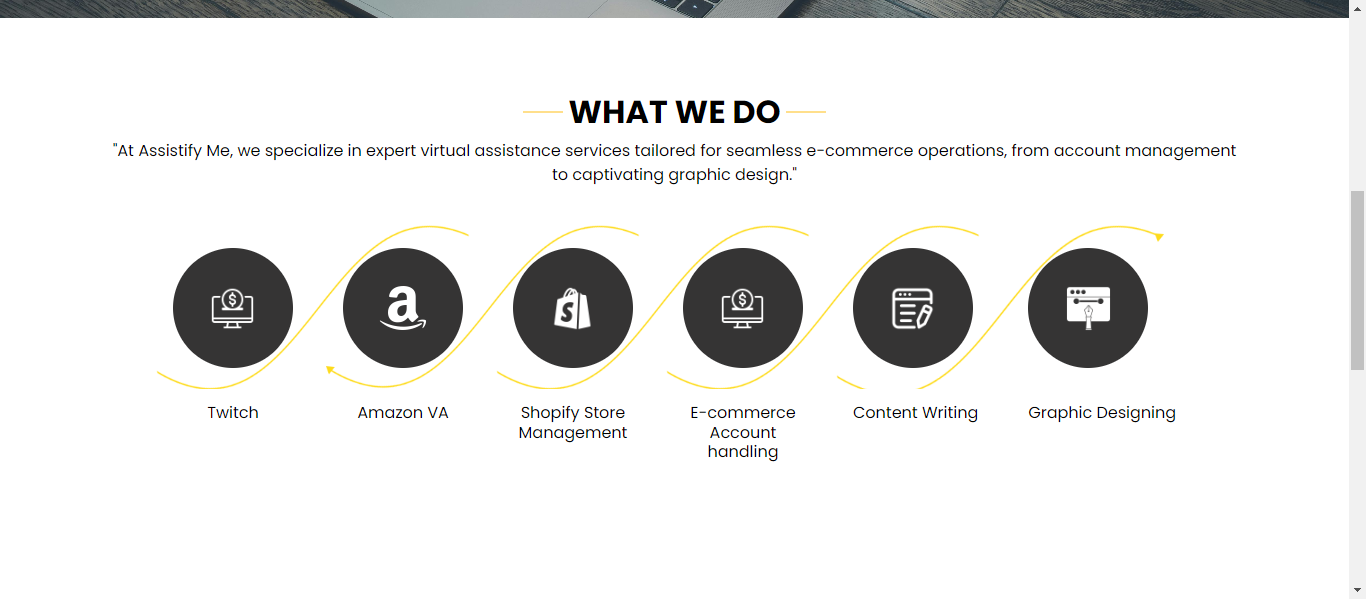 WHAT WE DO
"At Assistify Me, we specialize in expert virtual assistance services tailored for seamless e-commerce operations, from account management
to captivating graphic design."
Twitch
Amazon VA
Shopify Store
Management
E-commerce
Account
handling
Content Writing
Graphic Designing